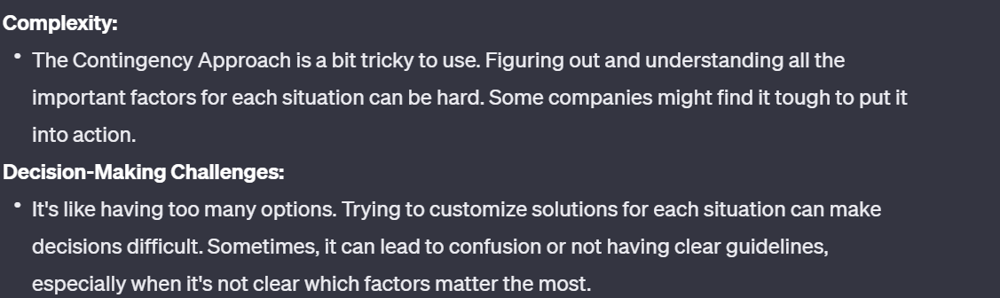 Complexity:
• The Contingency Approach is a bit tricky to use. Figuring out and understanding all the
important factors for each situation can be hard. Some companies might find it tough to put it
into action.
Decision-Making Challenges:
• It's like having too many options. Trying to customize solutions for each situation can make
decisions difficult. Sometimes, it can lead to confusion or not having clear guidelines,
especially when it's not clear which factors matter the most.